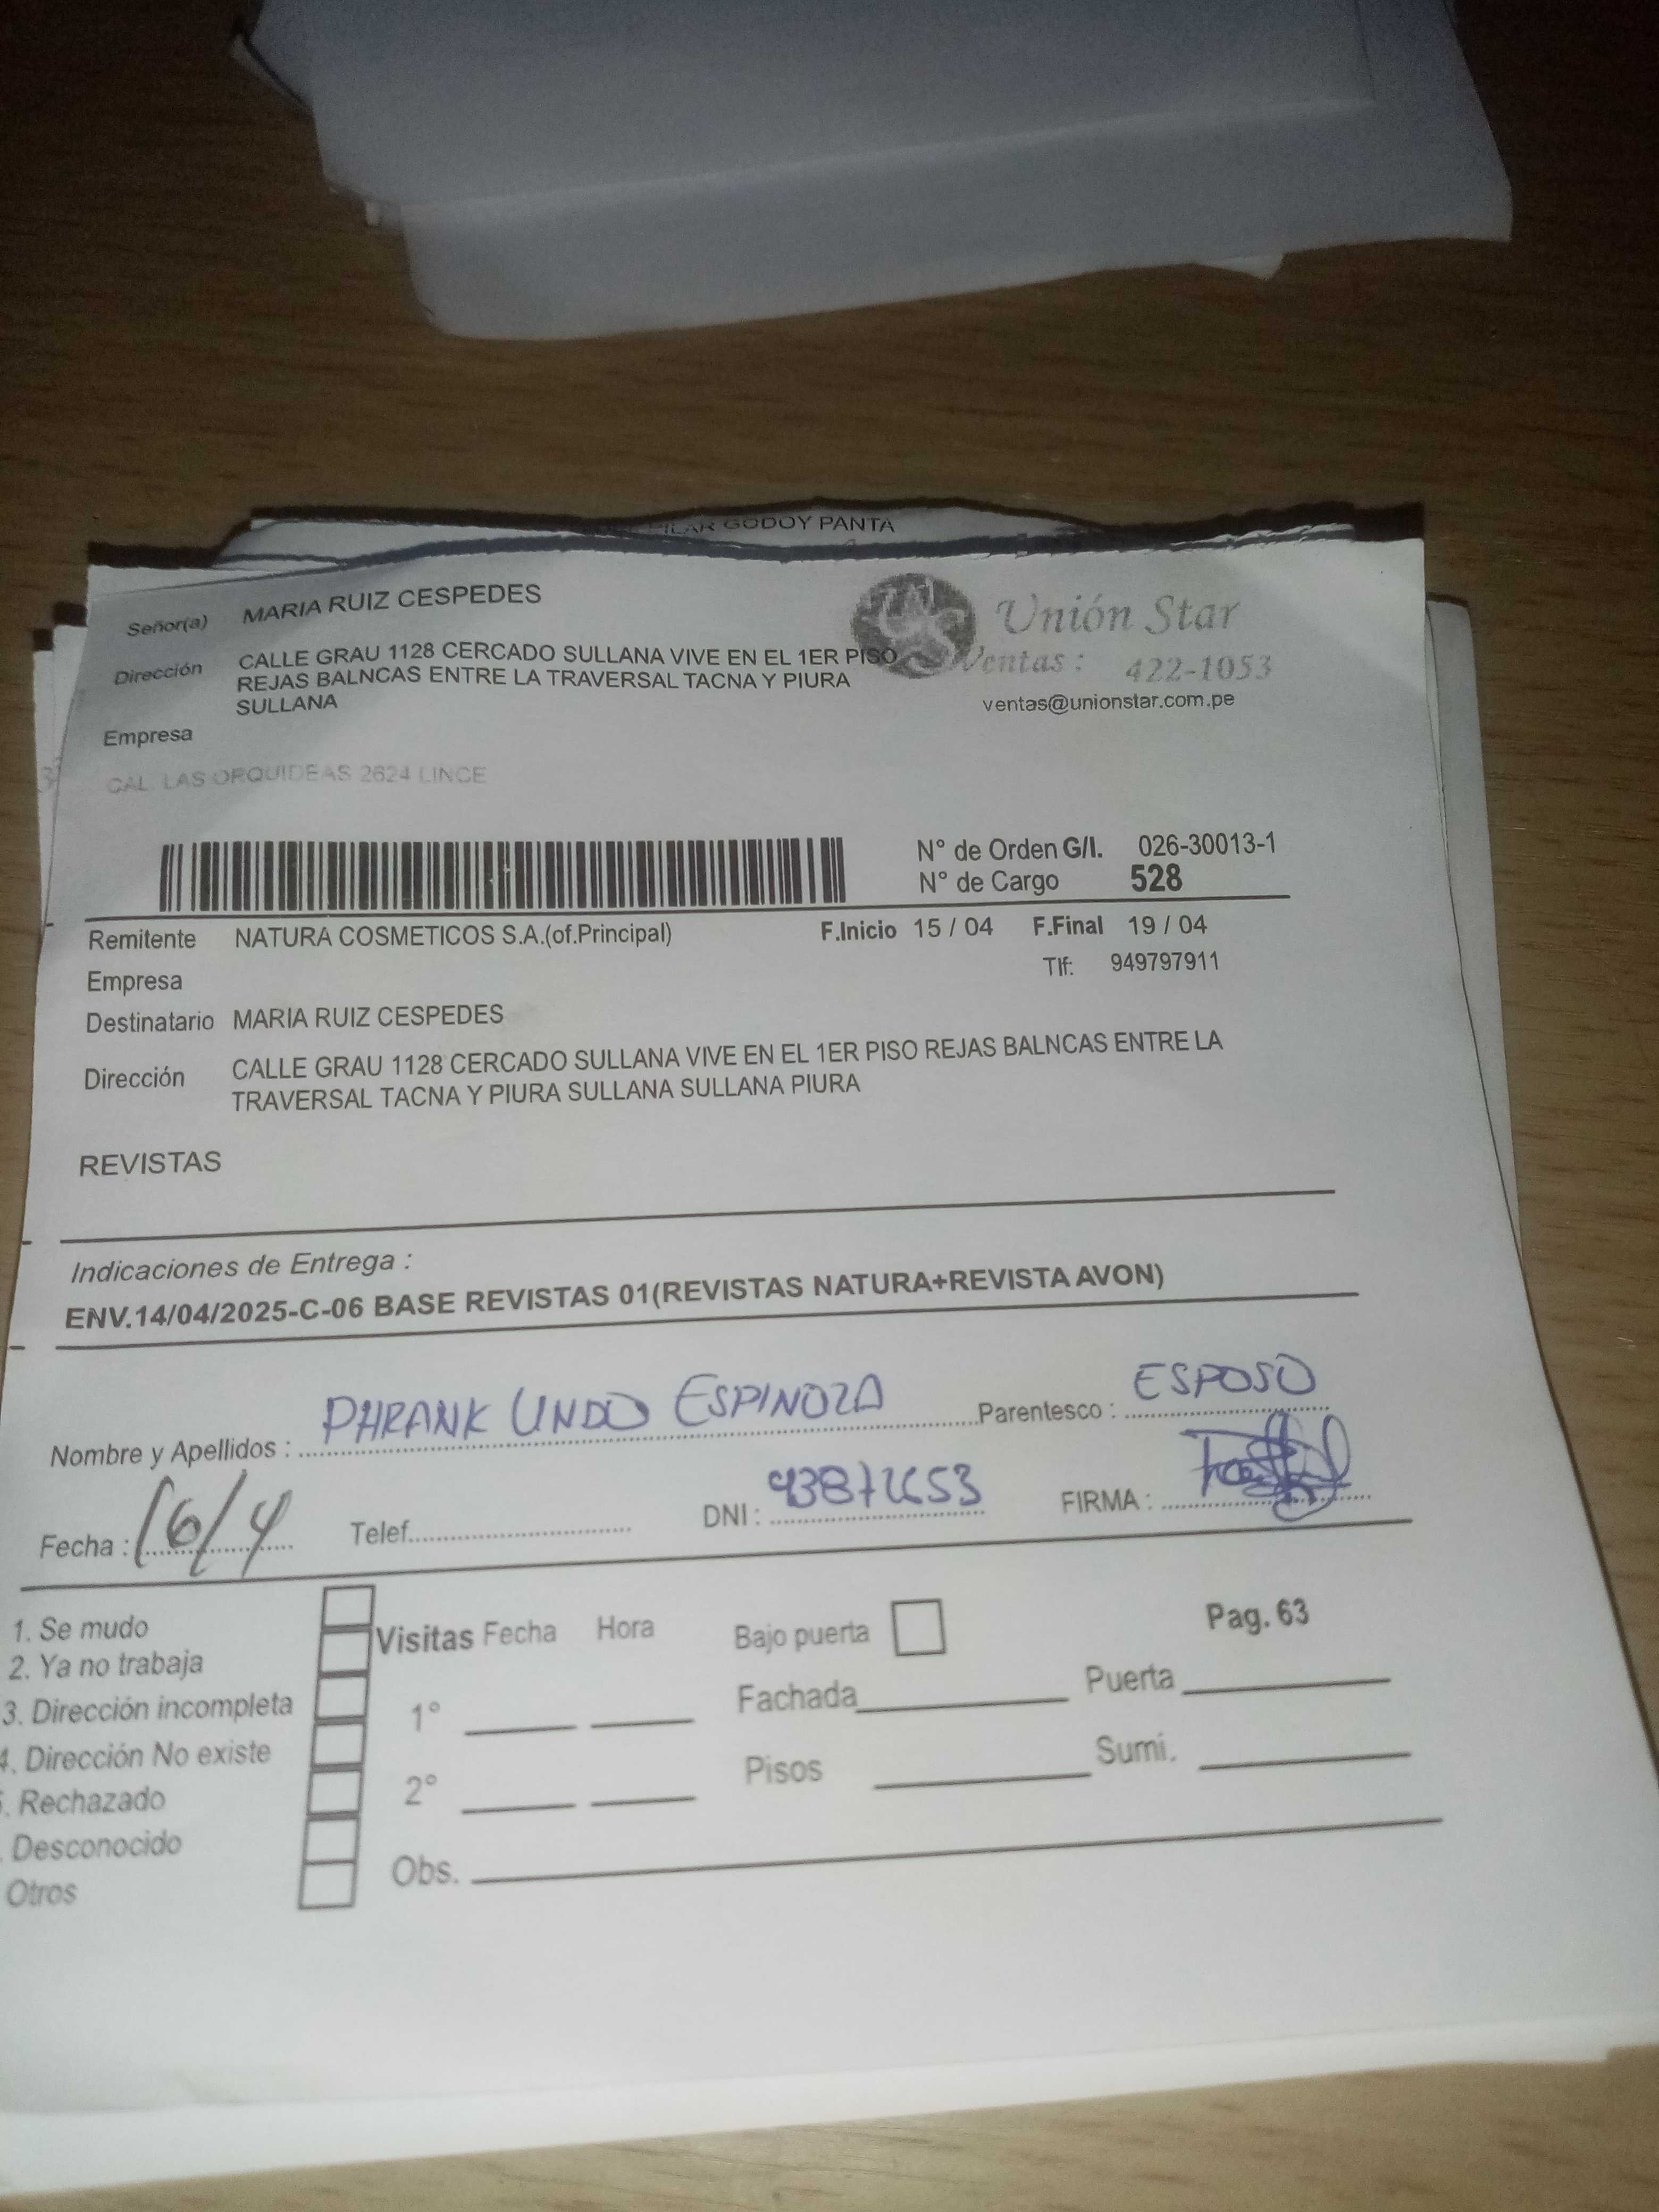 GODOY PANTA
Señor(a) MARIA RUIZ CESPEDES
Unión Star
Dirección CALLE GRAU 1128 CERCADO SULLANA VIVE EN EL 1ER PISO
REJAS BALNCAS ENTRE LA TRAVERSAL TACNA Y PIURA
SULLANA
Ventas : 422-1053
ventas@unionstar.com.pe
Empresa
CAL. LAS ORQUIDEAS 2624 LINCE
N° de Orden G/I. 026-30013-1
N° de Cargo 528
Remitente NATURA COSMETICOS S.A.(of.Principal) F.Inicio 15 / 04 F.Final 19 / 04
Empresa Tlf: 949797911
Destinatario MARIA RUIZ CESPEDES
Dirección CALLE GRAU 1128 CERCADO SULLANA VIVE EN EL 1ER PISO REJAS BALNCAS ENTRE LA
TRAVERSAL TACNA Y PIURA SULLANA SULLANA PIURA
REVISTAS
Indicaciones de Entrega :
ENV.14/04/2025-C-06 BASE REVISTAS 01(REVISTAS NATURA+REVISTA AVON)
Nombre y Apellidos : PHRANK ESPINOZA Parentesco : ESPOSO
Fecha : 16/4 Telef. DNI : FIRMA :
1. Se mudo
2. Ya no trabaja
3. Dirección incompleta
4. Dirección No existe
. Rechazado
. Desconocido
Otros
Visitas Fecha Hora
1°
2°
Obs.
Bajo puerta
Pag. 63
Fachada Puerta
Pisos Sumi.